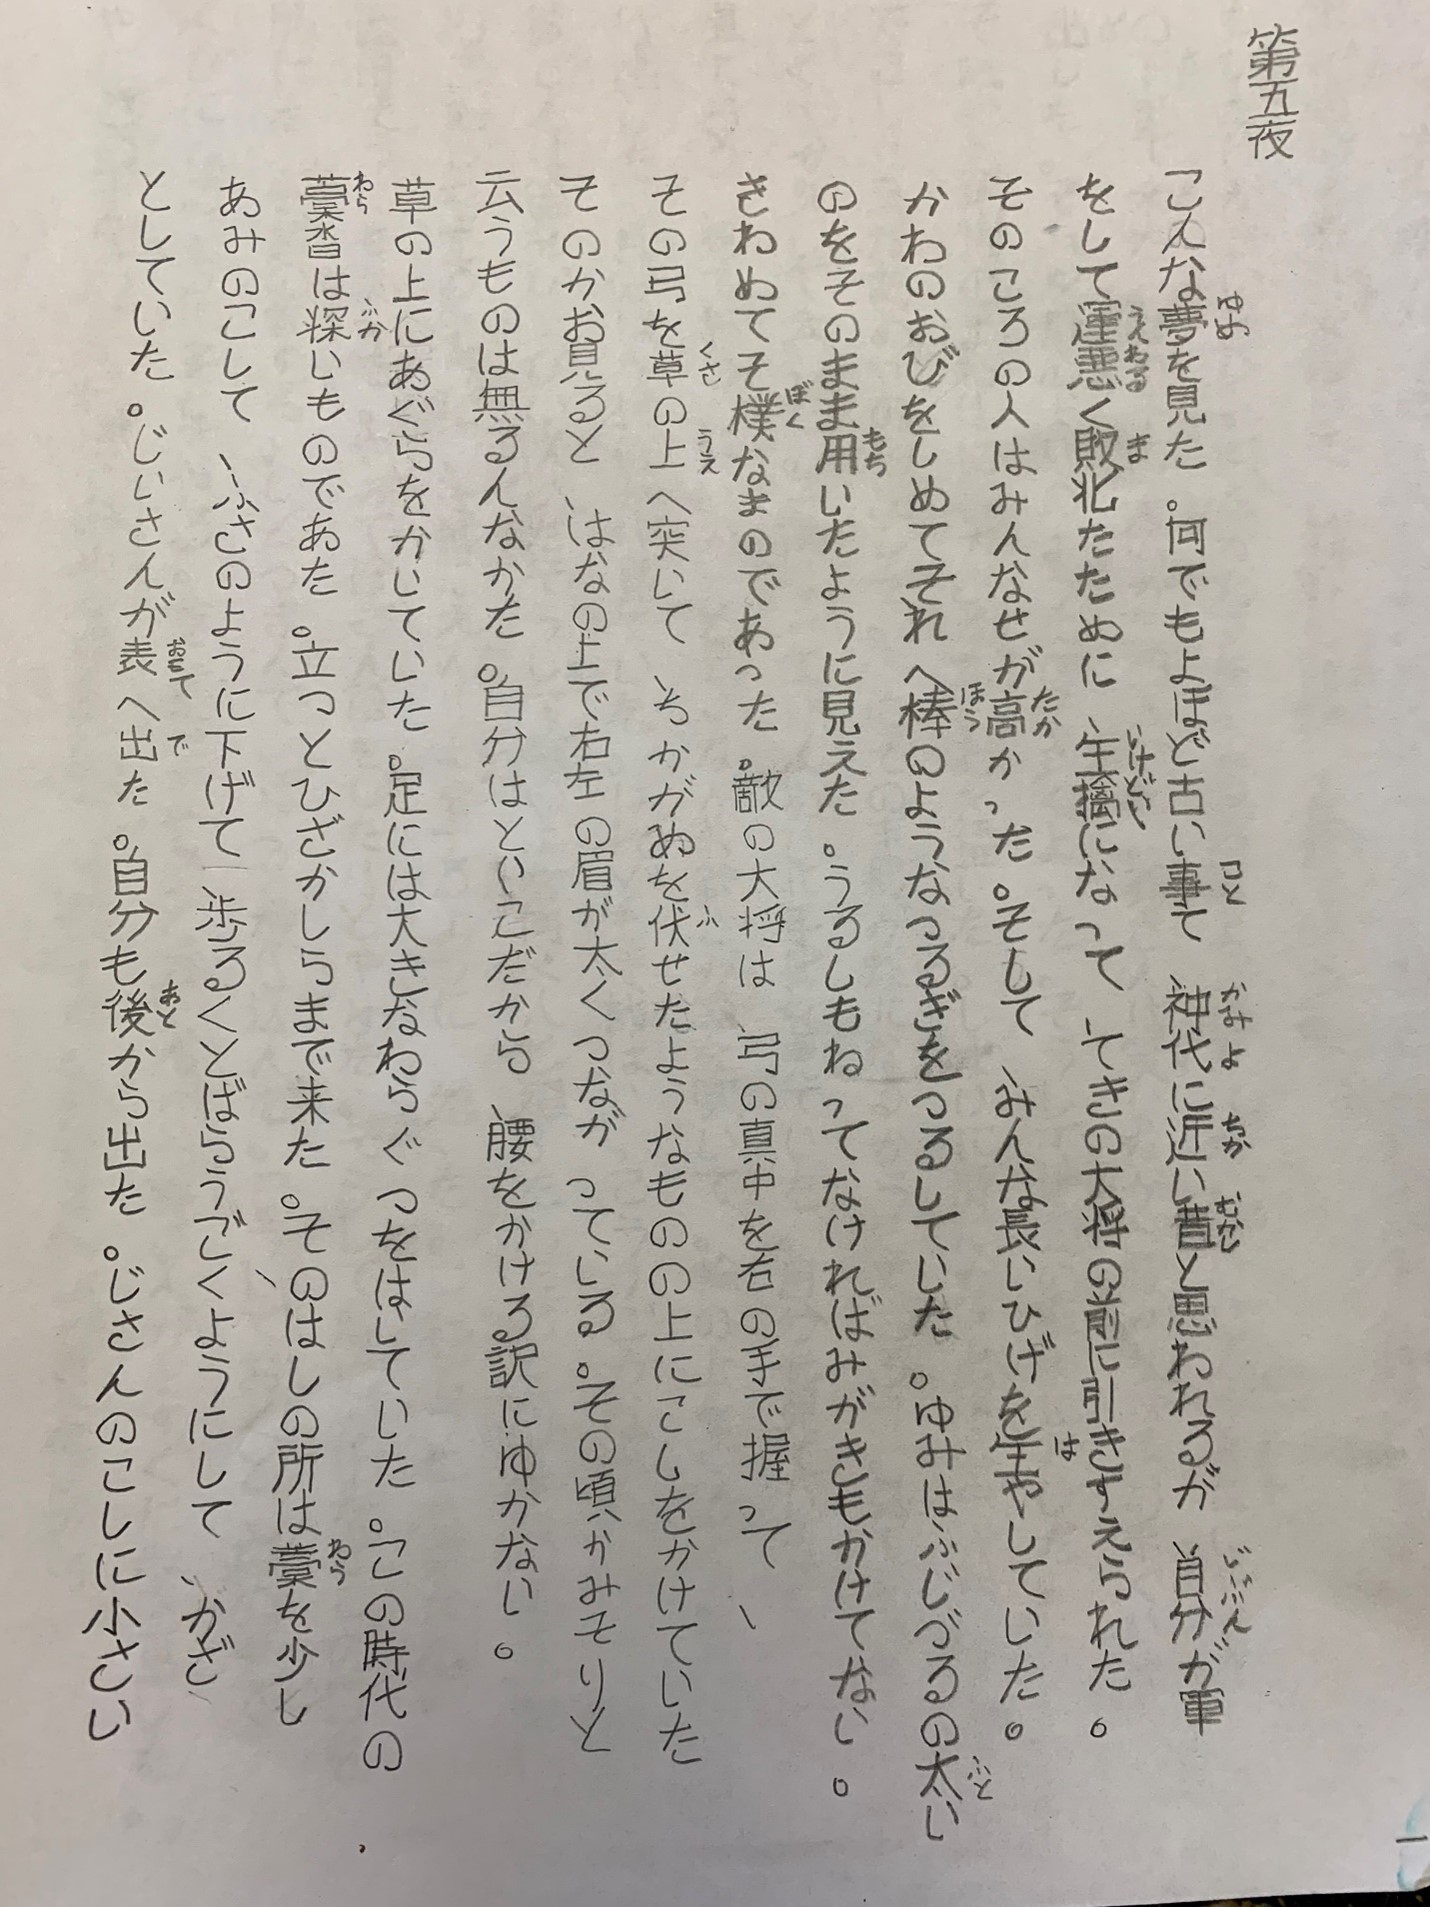 第五夜
こんな夢を見た。何でもよほど古い事て、神代に近い昔と思われるが、自分が軍
をして運悪く敗北たために、生擒になって、てきの大将の前に引きすえられた。
そのころの人はみんなせが高かった。そして、みんな長いひげを生やしていた。
かわのおびをしめてそれへ棒のようなつるぎをつるしていした。ゆみはふじづるの太い
のをそのまま用いたように見えた。うるしもねってなければみがきもかけてない。
きわめてそ樸なまのであった。敵の大将は、弓の真中を右の手で握って、
その弓を草の上へ突いて、ちかがぬを伏せたようなものの上にこしをかけていた
そのかお見ると、はなの上で右左の眉が太くつながっている。その頃かみそりと
云うものは無るんなかた。自分はといこだから、腰をかける訳にゆかない。
草の上にあぐらをかいていた。足には大きなわらぐつをはしていた。この時代の
藁沓は深いものであた。立つとひざかしらまで来た。そのはしの所は藁を少し
あみのこして、ふさのように下げて、歩るくとばらうごくようにして、かざ
としていた。じいさんが表へ出た。自分も後から出た。じさんのこしに小さい
一